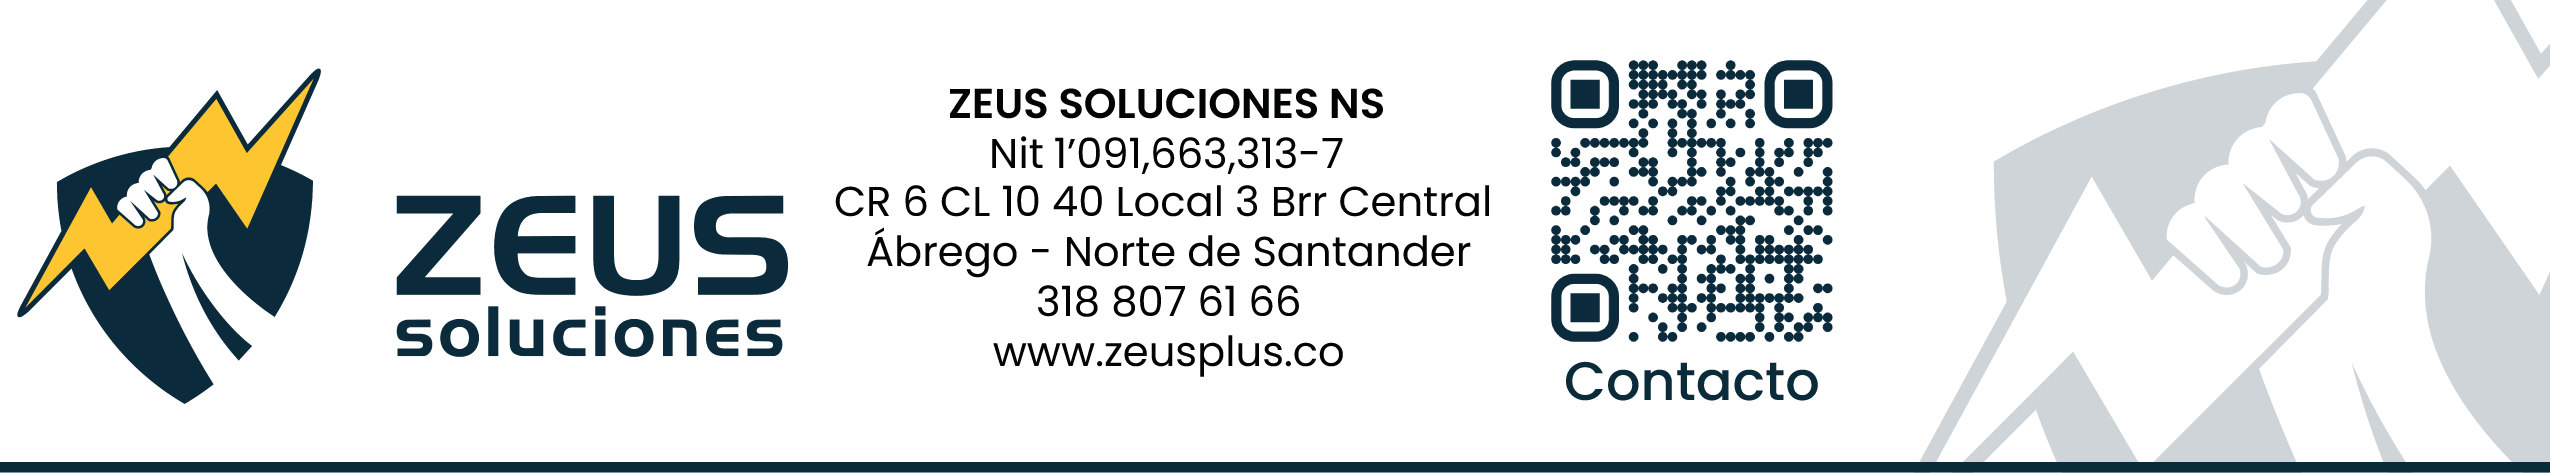 ZEUS
soluciones
ZEUS SOLUCIONES NS
Nit 1’091,663,313-7
CR 6 CL 10 40 Local 3 Brr Central
Ábrego - Norte de Santander
318 807 61 66
www.zeusplus.co
Contacto